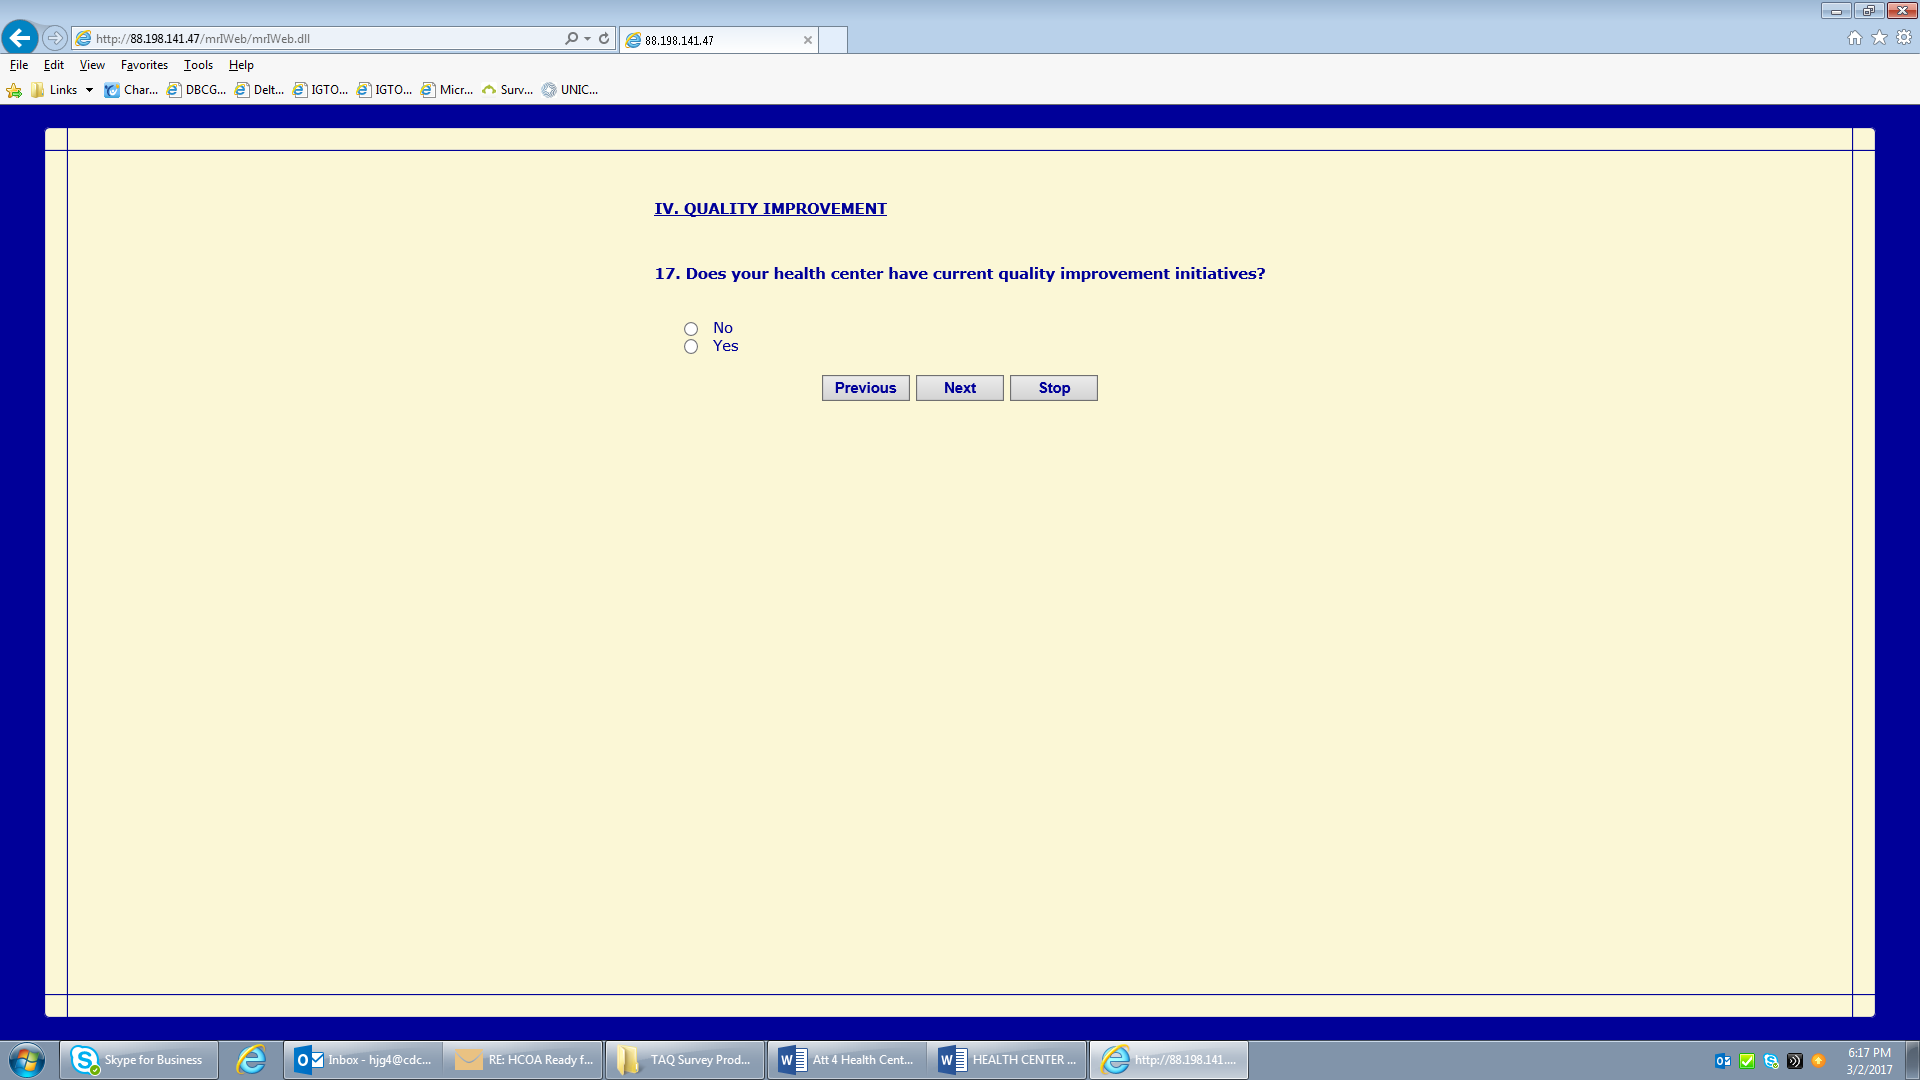 http://88.198.141.47/mrIWeb/mrIWeb.dll
88.198.141.47
File Edit View Favorites Tools Help
Links Char... DBCG... Delt... IGTO... IGTO... Micr... Surv... UNIC...
IV. QUALITY IMPROVEMENT
17. Does your health center have current quality improvement initiatives?
No
Yes
Previous Next Stop
Skype for Business Inbox - hjg4@cdc... RE: HCOA Ready f... TAQ Survey Prod... Att 4 Health Cent... HEALTH CENTER ... http://88.198.141....
6:17 PM
3/2/2017